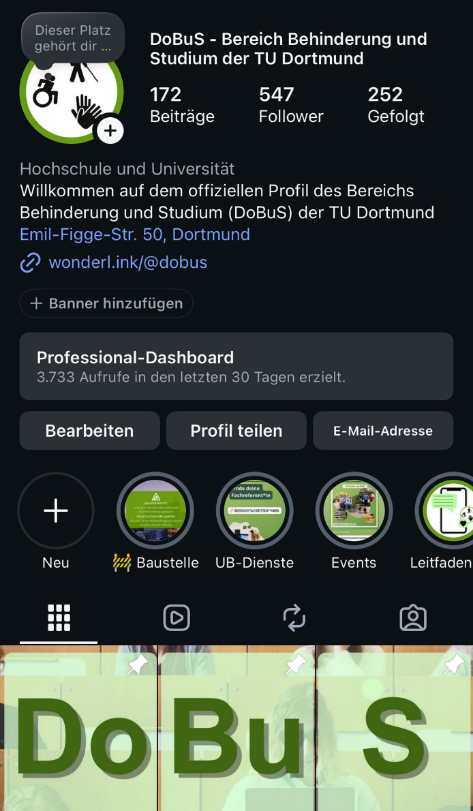 Dieser Platz
gehört dir ...
DoBuS - Bereich Behinderung und
Studium der TU Dortmund
172 547 252
Beiträge Follower Gefolgt
Hochschule und Universität
Willkommen auf dem offiziellen Profil des Bereichs
Behinderung und Studium (DoBuS) der TU Dortmund
Emil-Figge-Str. 50, Dortmund
wonderl.ink/@dobus
+ Banner hinzufügen
Professional-Dashboard
3.733 Aufrufe in den letzten 30 Tagen erzielt.
Bearbeiten Profil teilen E-Mail-Adresse
Neu 🚧 Baustelle UB-Dienste Events Leitfaden
DoBuS